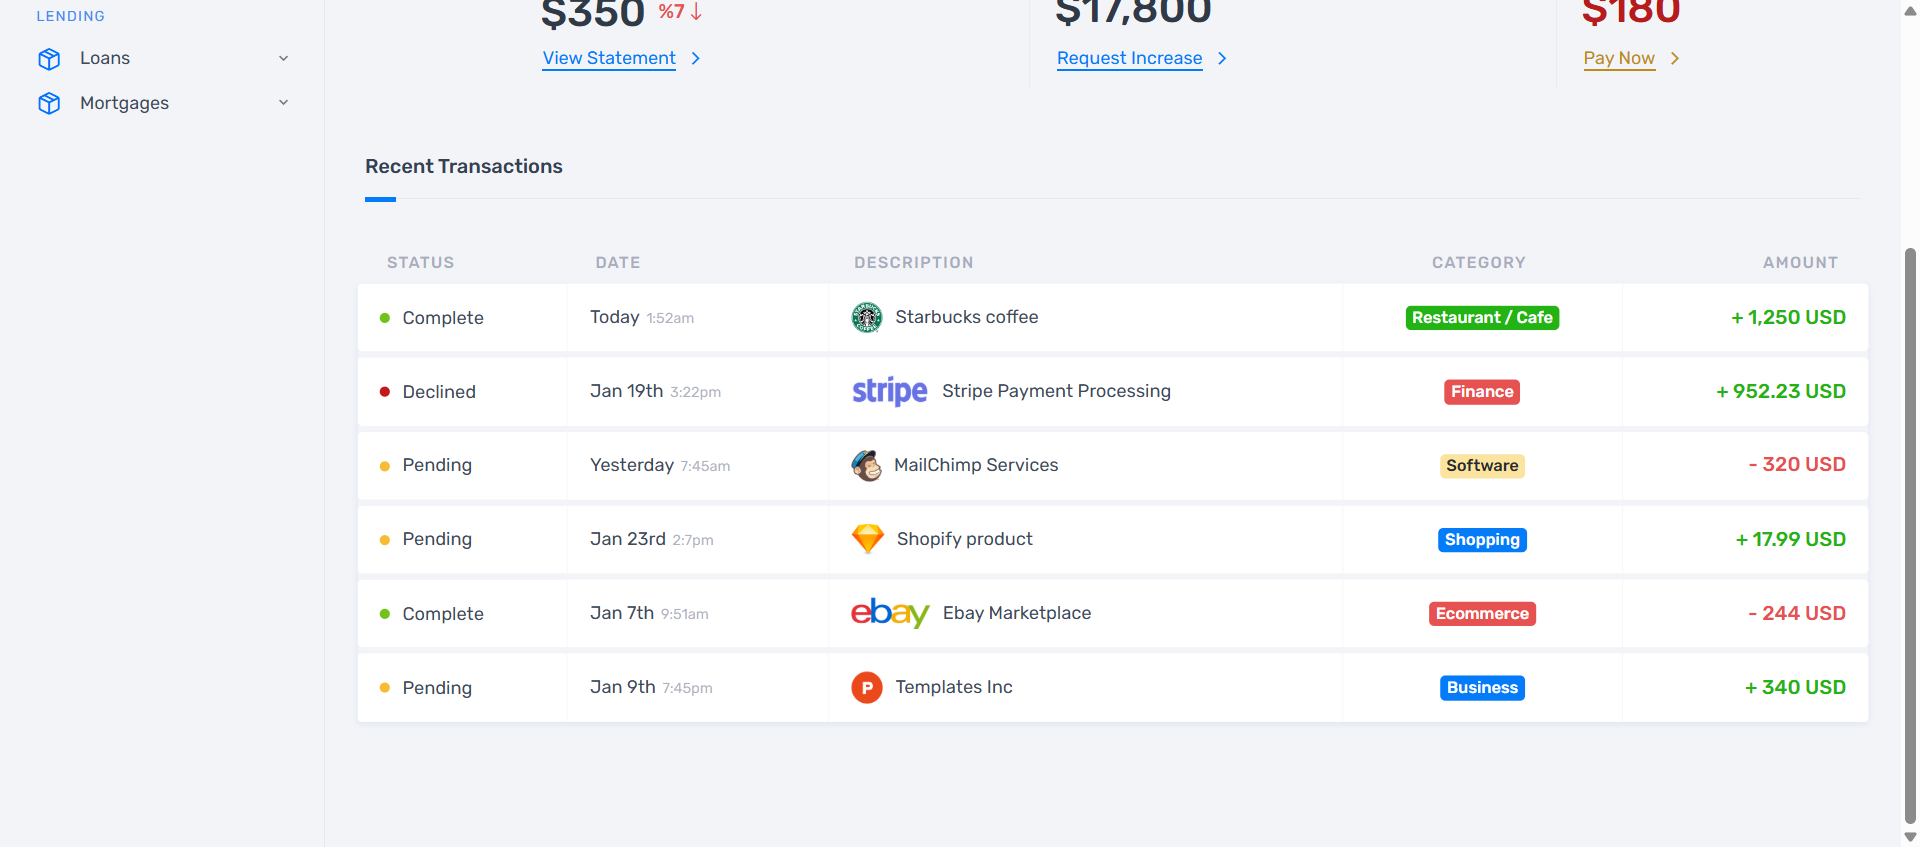 LENDING
Loans
Mortgages
$350 %7
View Statement
$17,800
Request Increase
$180
Pay Now
Recent Transactions
STATUS DATE DESCRIPTION CATEGORY AMOUNT
Complete Today 1:52am Starbucks coffee Restaurant / Cafe + 1,250 USD
Declined Jan 19th 3:22pm stripe Stripe Payment Processing Finance + 952.23 USD
Pending Yesterday 7:45am MailChimp Services Software - 320 USD
Pending Jan 23rd 2:7pm Shopify product Shopping + 17.99 USD
Complete Jan 7th 9:51am ebay Ebay Marketplace Ecommerce - 244 USD
Pending Jan 9th 7:45pm P Templates Inc Business + 340 USD